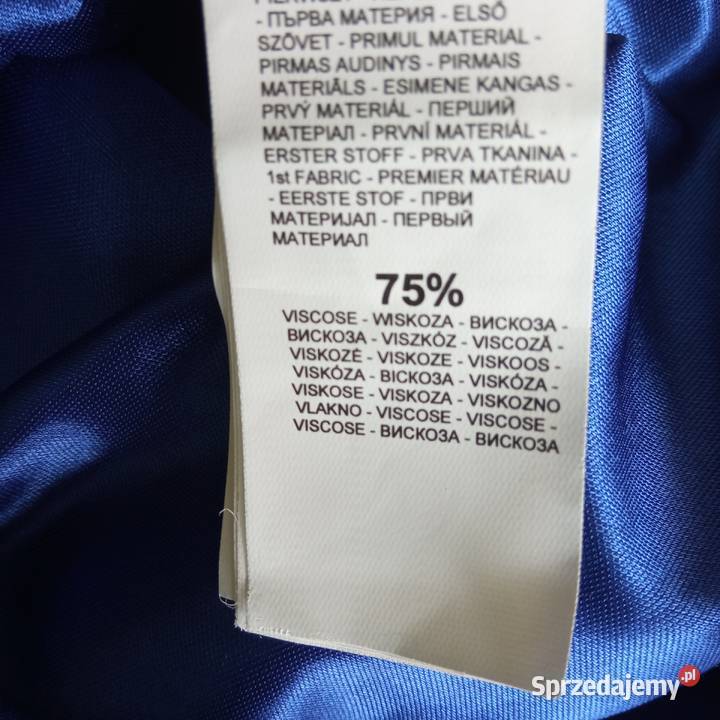 - ПЪРВА МАТЕРИЯ - ELSŐ
SZÖVET - PRIMUL MATERIAL -
PIRMAS AUDINYS - PIRMAIS
MATERIĀLS - ESIMENE KANGAS -
PRVÝ MATERIÁL - ПЕРШИЙ
МАТЕРІАЛ - PRVNÍ MATERIÁL -
ERSTER STOFF - PRVA TKANINA -
1st FABRIC - PREMIER MATÉRIAU
- EERSTE STOF - ПРВИ
МАТЕРИЈАЛ - ПЕРВЫЙ
МАТЕРИАЛ
75%
VISCOSE - WISKOZA - ВИСКОЗА -
ВИСКОЗА - VISZKÓZ - VISCOZĂ -
VISKOZĖ - VISKOZE - VISKOOS -
VISKÓZA - ВІСКОЗА - VISKÓZA -
VISKOSE - VISKOZA - VISKOZNO
VLAKNO - VISCOSE - VISCOSE -
VISCOSE - ВИСКОЗА - ВИСКОЗА
Sprzedajemy.pl